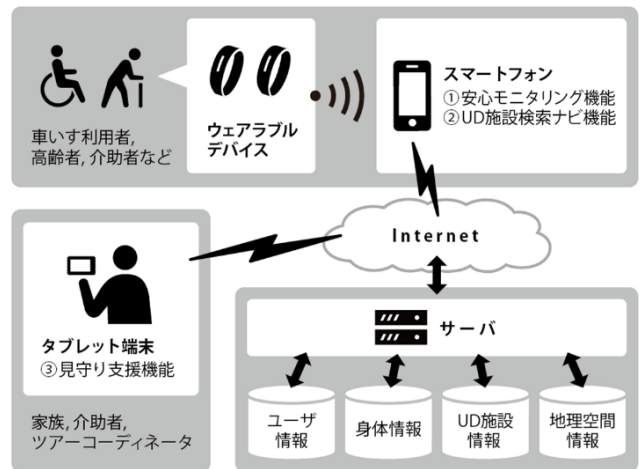 車いす利用者,
高齢者, 介助者など
ウェアラブル
デバイス
スマートフォン
①安心モニタリング機能
②UD施設検索ナビ機能
Internet
タブレット端末
③見守り支援機能
家族, 介助者,
ツアーコーディネータ
サーバ
ユーザ
情報
身体情報
UD施設
情報
地理空間
情報